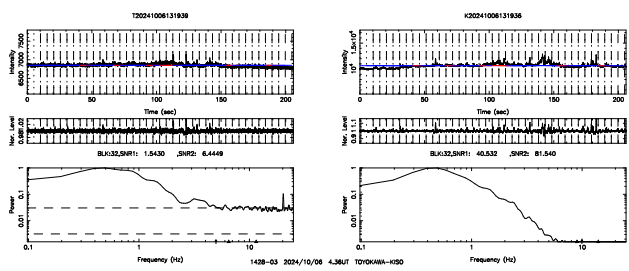 T20241006131939
K20241006131936
Intensity
7500
7000
6500
0
50
100
150
200
Time (sec)
Intensity
1.5×10⁴
10⁴
0
50
100
150
200
Time (sec)
Nor. Level
0.98
1.02
Nor. Level
0.9
1.1
BLK:32,SNR1: 1.5430 ,SNR2: 6.4449
BLK:32,SNR1: 40.532 ,SNR2: 81.540
Power
1
0.1
0.01
0.1
1
10
Frequency (Hz)
Power
1
0.1
0.01
0.1
1
10
Frequency (Hz)
1428-03 2024/10/06 4.36UT TOYOKAWA-KISO